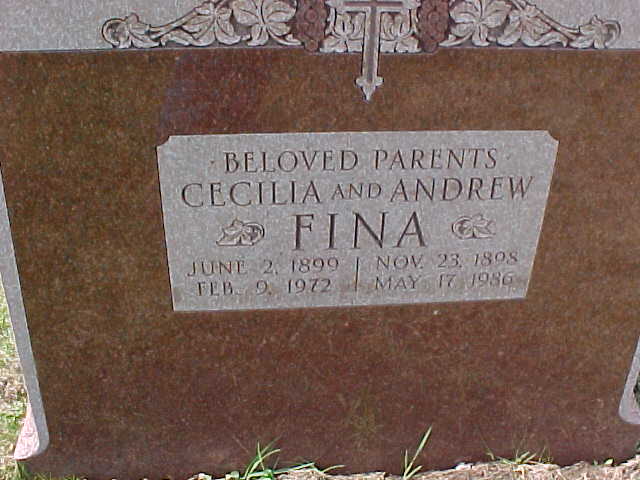 · BELOVED PARENTS ·
CECILIA AND ANDREW
FINA
JUNE 2, 1899 | NOV. 23, 1898
FEB. 9, 1972 | MAY 17, 1986